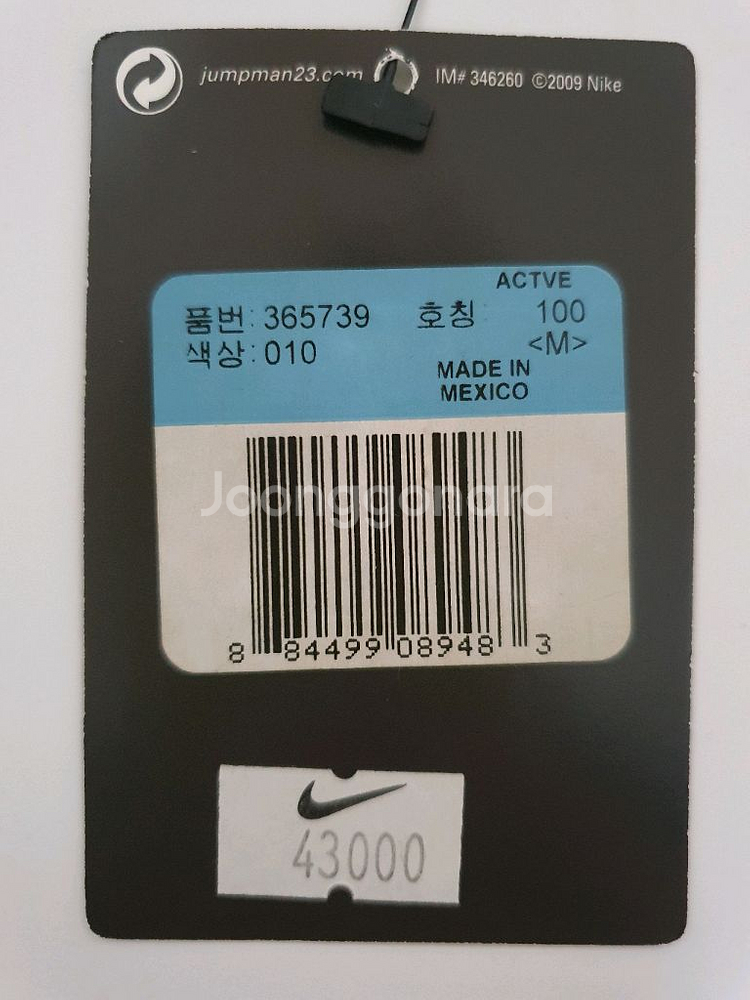 jumpman23.com IM# 346260 ©2009 Nike
ACTVE
품번: 365739 호칭: 100
색상: 010 <M>
MADE IN
MEXICO
Joonggonara
8 84499 08948 3
43000